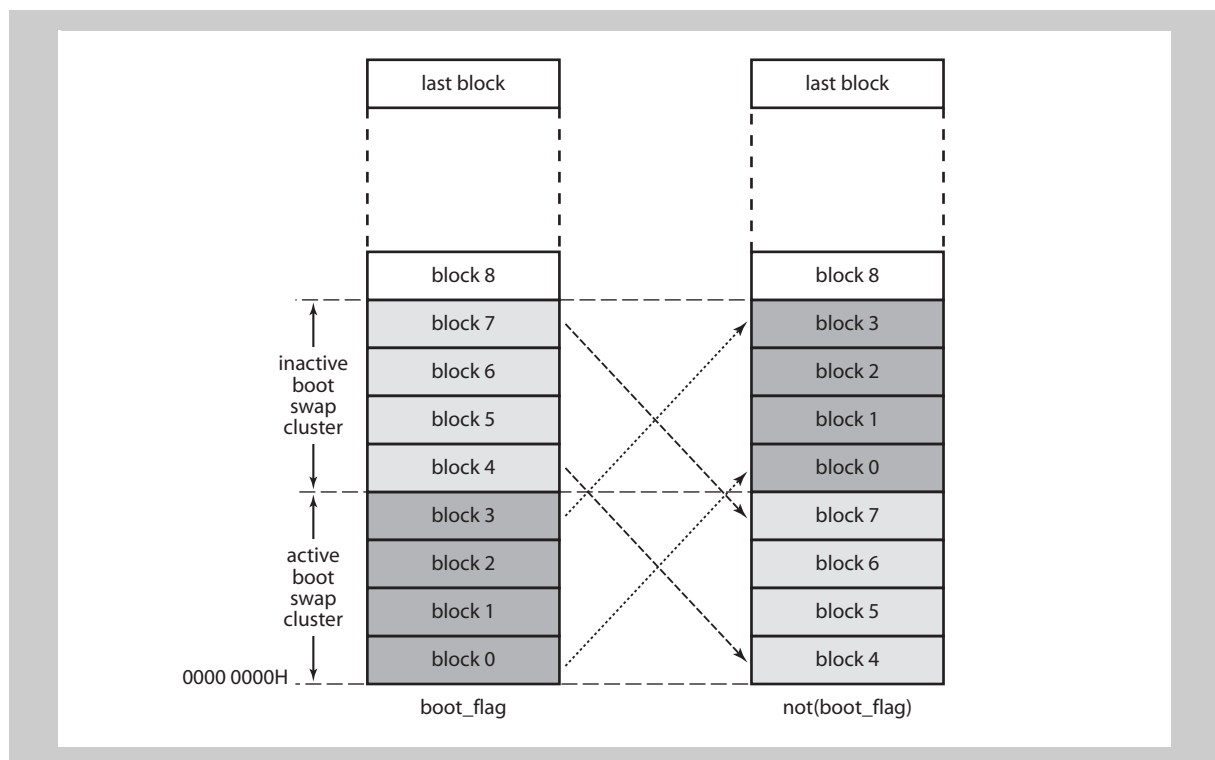 last block
last block
block 8
block 8
block 7
block 3
inactive
boot
swap
cluster
block 6
block 2
block 5
block 1
block 4
block 0
block 3
block 7
active
boot
swap
cluster
block 2
block 6
block 1
block 5
block 0
block 4
0000 0000H
boot_flag
not(boot_flag)